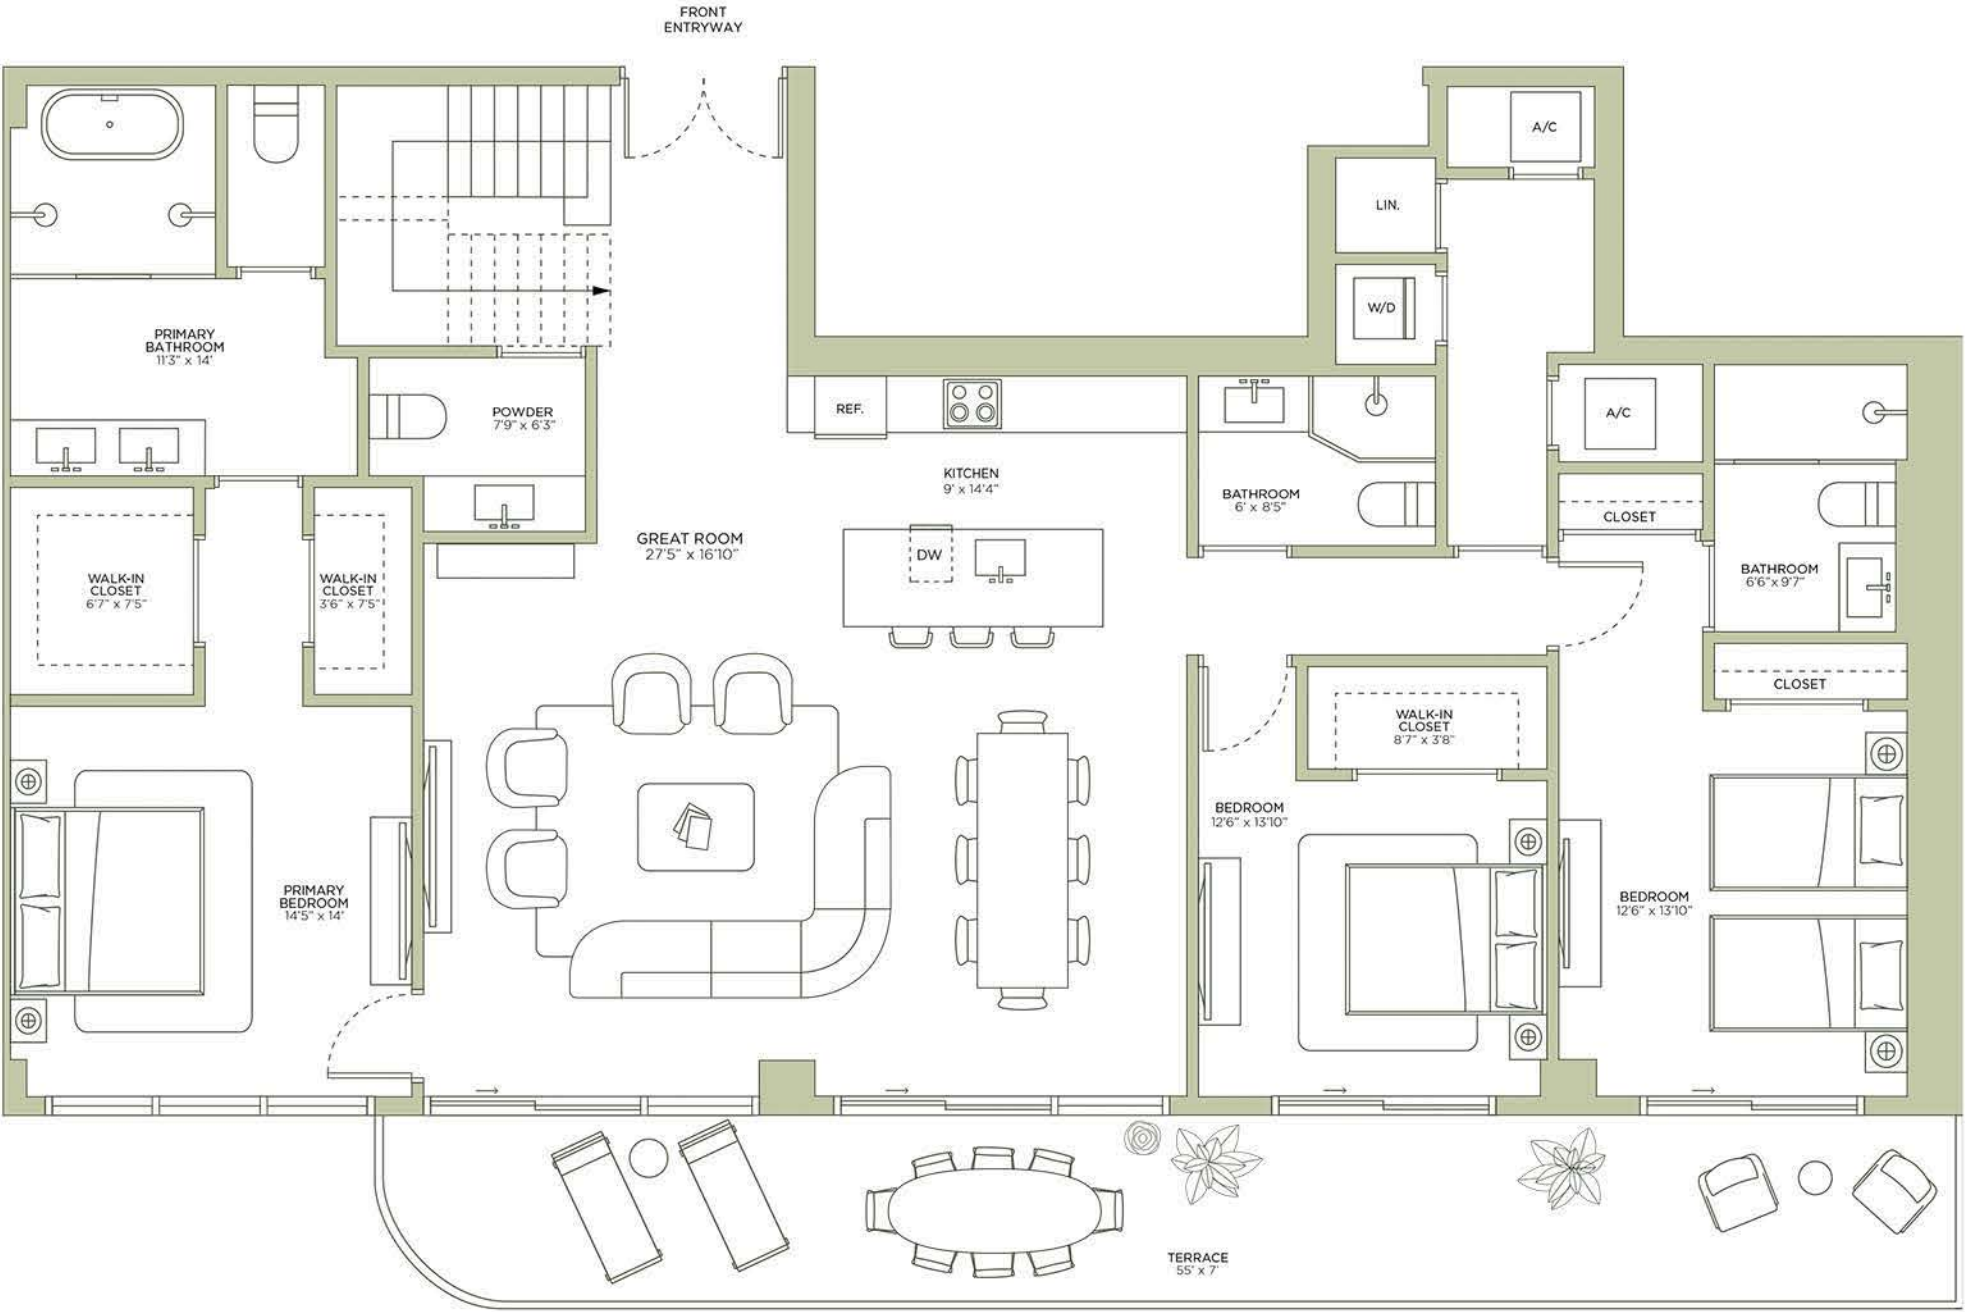 FRONT
ENTRYWAY
A/C
LIN.
W/D
PRIMARY
BATHROOM
11'3" x 14'
POWDER
7'9" x 6'3"
REF.
A/C
KITCHEN
9' x 14'4"
BATHROOM
6' x 8'5"
CLOSET
GREAT ROOM
27'5" x 16'10"
DW
WALK-IN
CLOSET
6'7" x 7'5"
WALK-IN
CLOSET
3'6" x 7'5"
BATHROOM
6'6" x 9'7"
CLOSET
WALK-IN
CLOSET
8'7" x 3'8"
BEDROOM
12'6" x 13'10"
PRIMARY
BEDROOM
14'5" x 14'
BEDROOM
12'6" x 13'10"
TERRACE
55' x 7'